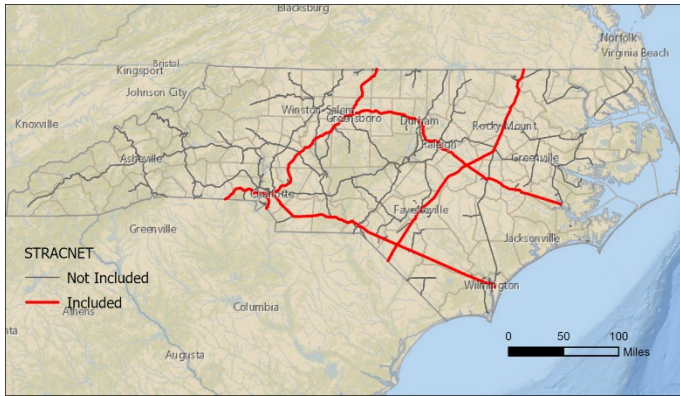 Blacksburg
Norfolk
Virginia Beach
Bristol
Kingsport
Johnson City
Winston-Salem
Greensboro
Durham
Knoxville
Rocky Mount
Raleigh
Asheville
Greenville
Charlotte
Fayetteville
Greenville
Jacksonville
STRACNET
Not Included
Included
Wilmington
Columbia
Athens
Augusta
0 50 100
Miles